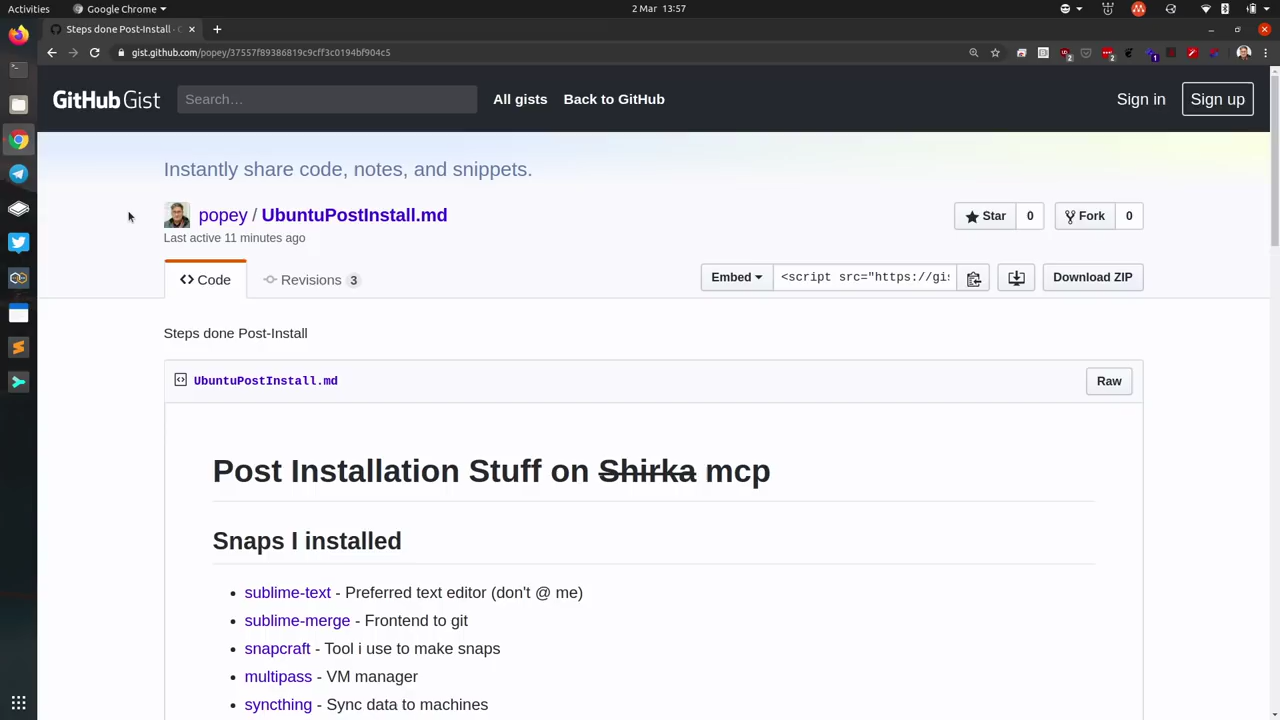 Activities Google Chrome 2 Mar 13:57
Steps done Post-Install ·
gist.github.com/popey/37557f89386819c9cff3c0194bf904c5
2 2 1
GitHub Gist Search… All gists Back to GitHub Sign in Sign up
Instantly share code, notes, and snippets.
popey / UbuntuPostInstall.md Star 0 Fork 0
Last active 11 minutes ago
Code Revisions 3 Embed <script src="https://gi Download ZIP
Steps done Post-Install
UbuntuPostInstall.md Raw
Post Installation Stuff on Shirka mcp
Snaps I installed
• sublime-text - Preferred text editor (don't @ me)
• sublime-merge - Frontend to git
• snapcraft - Tool i use to make snaps
• multipass - VM manager
• syncthing - Sync data to machines